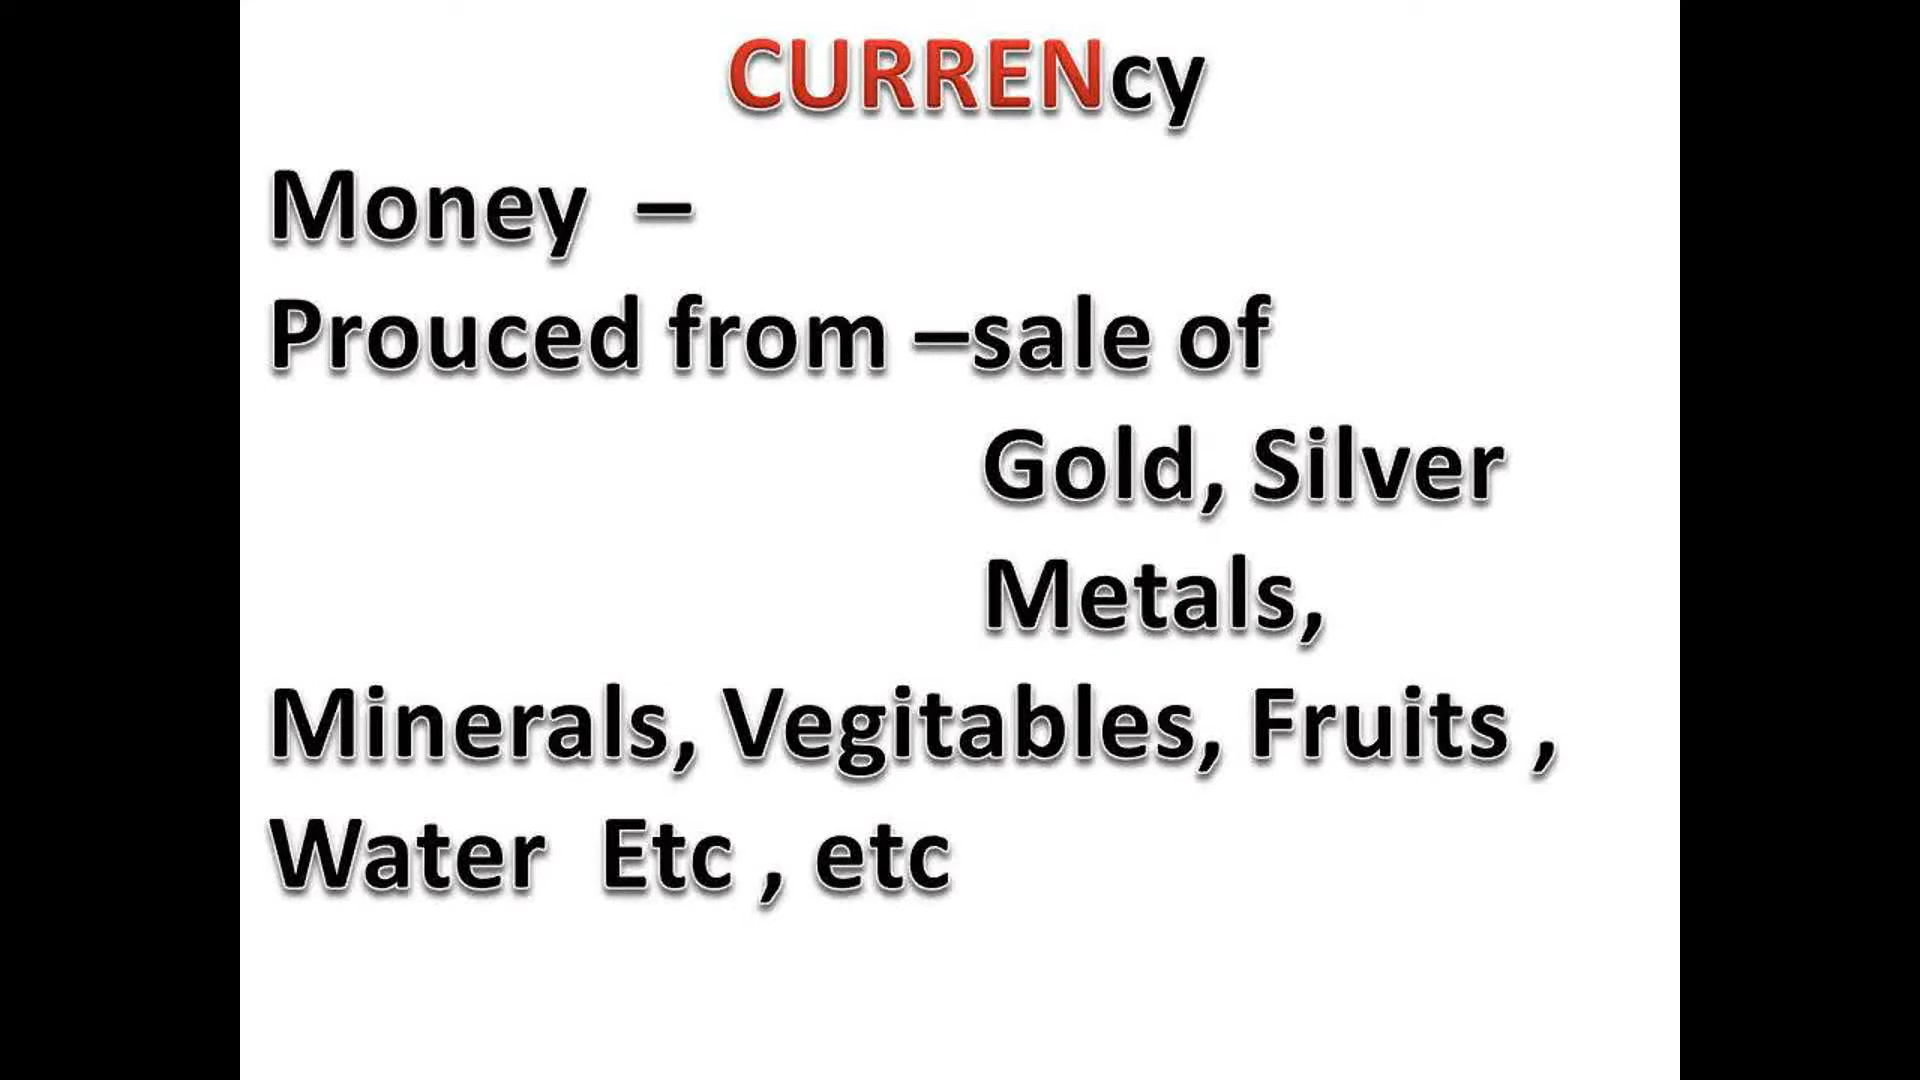 CURRENcy
Money –
Prouced from –sale of
Gold, Silver
Metals,
Minerals, Vegitables, Fruits ,
Water Etc , etc